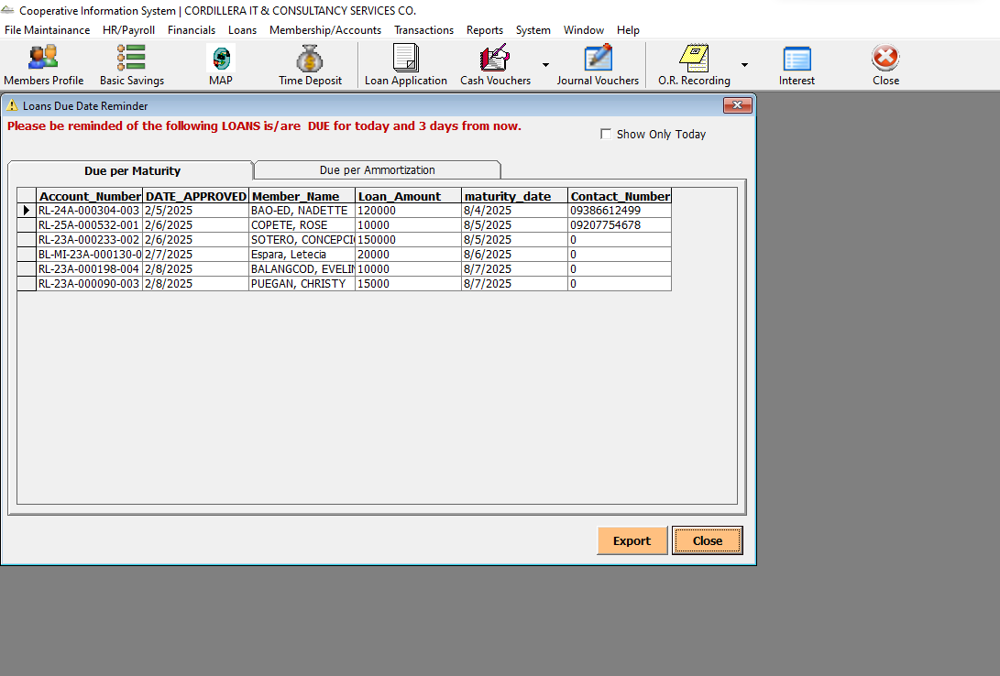 Cooperative Information System | CORDILLERA IT & CONSULTANCY SERVICES CO.
File Maintainance HR/Payroll Financials Loans Membership/Accounts Transactions Reports System Window Help
Members Profile Basic Savings MAP Time Deposit Loan Application Cash Vouchers Journal Vouchers O.R. Recording Interest Close
Loans Due Date Reminder
Please be reminded of the following LOANS is/are DUE for today and 3 days from now.
Show Only Today
Due per Maturity Due per Ammortization
Account_Number DATE_APPROVED Member_Name Loan_Amount maturity_date Contact_Number
RL-24A-000304-003 2/5/2025 BAO-ED, NADETTE 120000 8/4/2025 09386612499
RL-25A-000532-001 2/6/2025 COPETE, ROSE 10000 8/5/2025 09207754678
RL-23A-000233-002 2/6/2025 SOTERO, CONCEPCI 150000 8/5/2025 0
BL-MI-23A-000130-0 2/7/2025 Espara, Letecia 20000 8/6/2025 0
RL-23A-000198-004 2/8/2025 BALANGCOD, EVELIN 10000 8/7/2025 0
RL-23A-000090-003 2/8/2025 PUEGAN, CHRISTY 15000 8/7/2025 0
Export Close